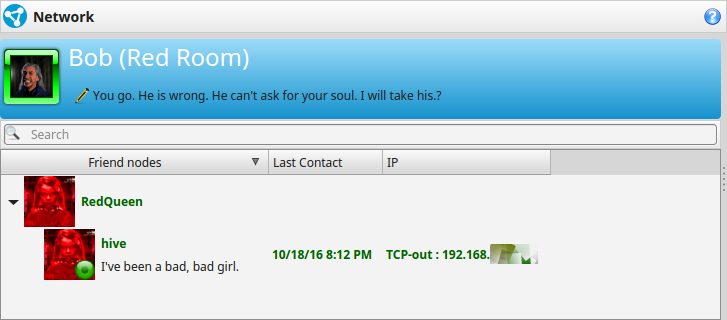 Network
Bob (Red Room)
You go. He is wrong. He can't ask for your soul. I will take his.?
Search
Friend nodes Last Contact IP
RedQueen
hive
10/18/16 8:12 PM TCP-out : 192.168.
I've been a bad, bad girl.